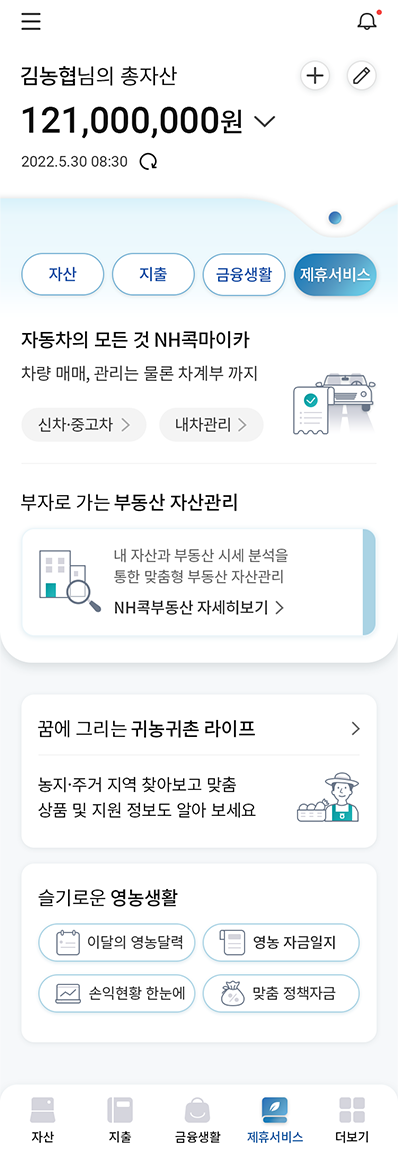 김농협님의 총자산
121,000,000원
2022.5.30 08:30
자산 지출 금융생활 제휴서비스
자동차의 모든 것 NH콕마이카
차량 매매, 관리는 물론 차계부 까지
신차·중고차 내차관리
부자로 가는 부동산 자산관리
내 자산과 부동산 시세 분석을
통한 맞춤형 부동산 자산관리
NH콕부동산 자세히보기
꿈에 그리는 귀농귀촌 라이프
농지·주거 지역 찾아보고 맞춤
상품 및 지원 정보도 알아 보세요
슬기로운 영농생활
이달의 영농달력 영농 자금일지
손익현황 한눈에 맞춤 정책자금
자산 지출 금융생활 제휴서비스 더보기